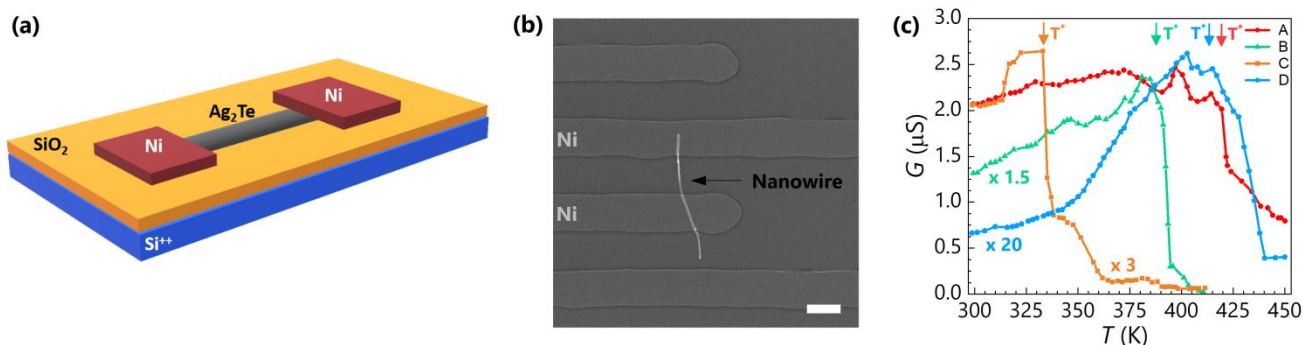 (a)
Ni
Ag₂Te
Ni
SiO₂
Si⁺⁺
(b)
Ni
Nanowire
Ni
(c)
T* T* T* T*
A
B
C
D
x 1.5
x 20
x 3
G (µS)
3.0
2.5
2.0
1.5
1.0
0.5
0.0
300 325 350 375 400 425 450
T (K)